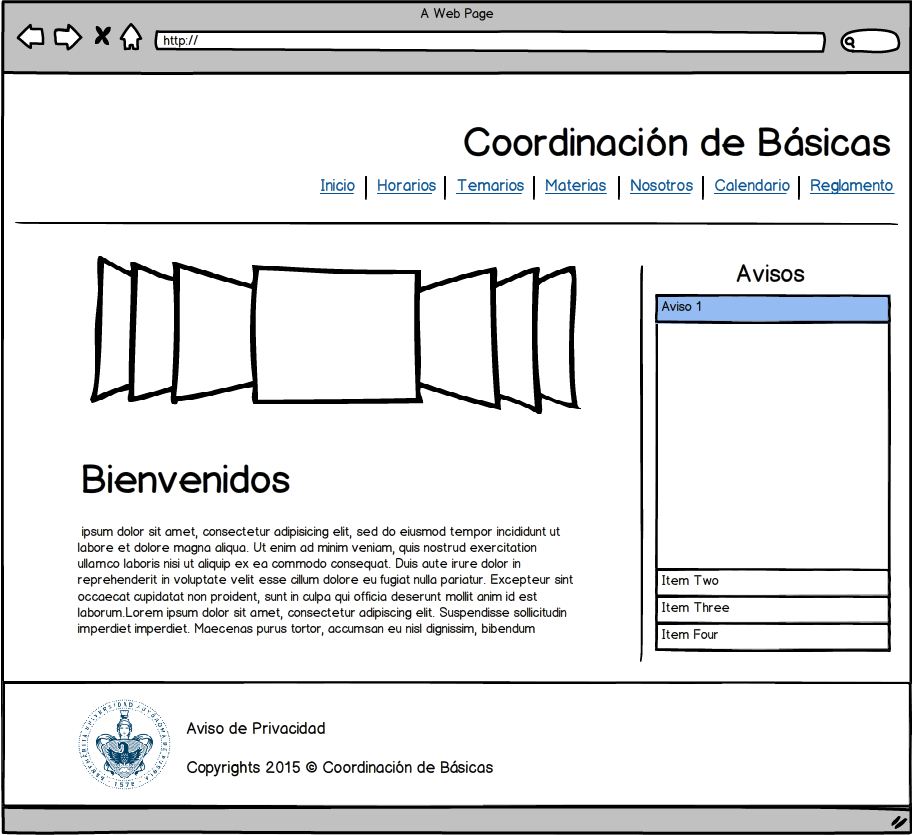 A Web Page
http://
Coordinación de Básicas
Inicio | Horarios | Temarios | Materias | Nosotros | Calendario | Reglamento
Avisos
Aviso 1
Item Two
Item Three
Item Four
Bienvenidos
ipsum dolor sit amet, consectetur adipisicing elit, sed do eiusmod tempor incididunt ut
labore et dolore magna aliqua. Ut enim ad minim veniam, quis nostrud exercitation
ullamco laboris nisi ut aliquip ex ea commodo consequat. Duis aute irure dolor in
reprehenderit in voluptate velit esse cillum dolore eu fugiat nulla pariatur. Excepteur sint
occaecat cupidatat non proident, sunt in culpa qui officia deserunt mollit anim id est
laborum.Lorem ipsum dolor sit amet, consectetur adipiscing elit. Suspendisse sollicitudin
imperdiet imperdiet. Maecenas purus tortor, accumsan eu nisl dignissim, bibendum
Aviso de Privacidad
Copyrights 2015 © Coordinación de Básicas